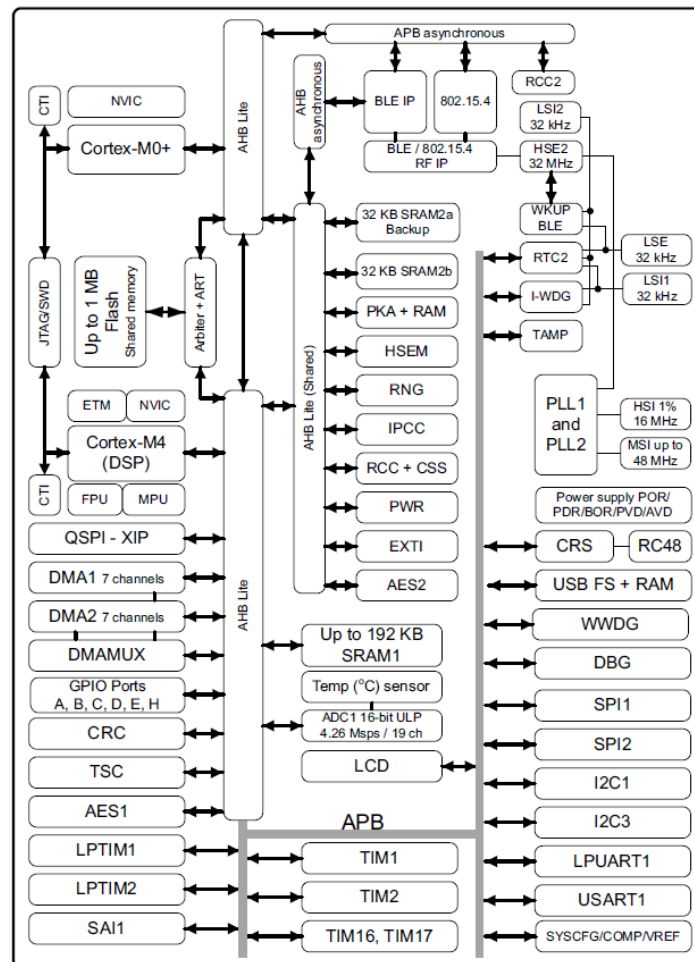 APB asynchronous
CTI
NVIC
Cortex-M0+
AHB Lite
AHB
asynchronous
BLE IP
802.15.4
RCC2
BLE / 802.15.4
RF IP
LSI2
32 kHz
HSE2
32 MHz
WKUP
BLE
LSE
32 kHz
LSI1
32 kHz
RTC2
I-WDG
TAMP
JTAG/SWD
Up to 1 MB
Flash
Shared memory
Arbiter + ART
AHB Lite (Shared)
32 KB SRAM2a
Backup
32 KB SRAM2b
PKA + RAM
HSEM
RNG
IPCC
RCC + CSS
PWR
EXTI
AES2
PLL1
and
PLL2
HSI 1%
16 MHz
MSI up to
48 MHz
ETM
NVIC
Cortex-M4
(DSP)
CTI
FPU
MPU
AHB Lite
QSPI - XIP
DMA1 7 channels
DMA2 7 channels
DMAMUX
GPIO Ports
A, B, C, D, E, H
CRC
TSC
AES1
LPTIM1
LPTIM2
SAI1
Up to 192 KB
SRAM1
Temp (°C) sensor
ADC1 16-bit ULP
4.26 Msps / 19 ch
LCD
APB
TIM1
TIM2
TIM16, TIM17
Power supply POR/
PDR/BOR/PVD/AVD
CRS
RC48
USB FS + RAM
WWDG
DBG
SPI1
SPI2
I2C1
I2C3
LPUART1
USART1
SYSCFG/COMP/VREF